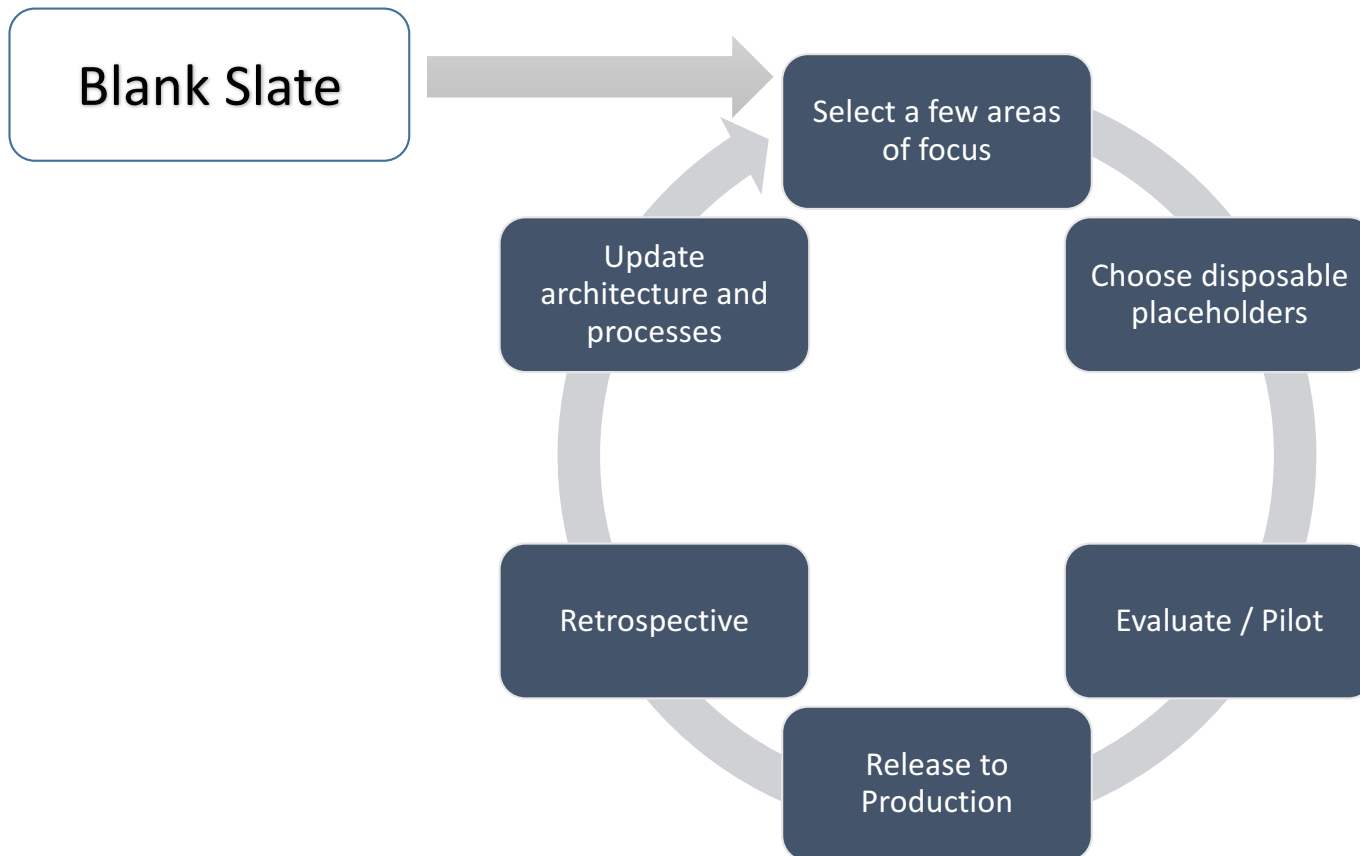 Blank Slate
Select a few areas
of focus
Choose disposable
placeholders
Evaluate / Pilot
Release to
Production
Retrospective
Update
architecture and
processes